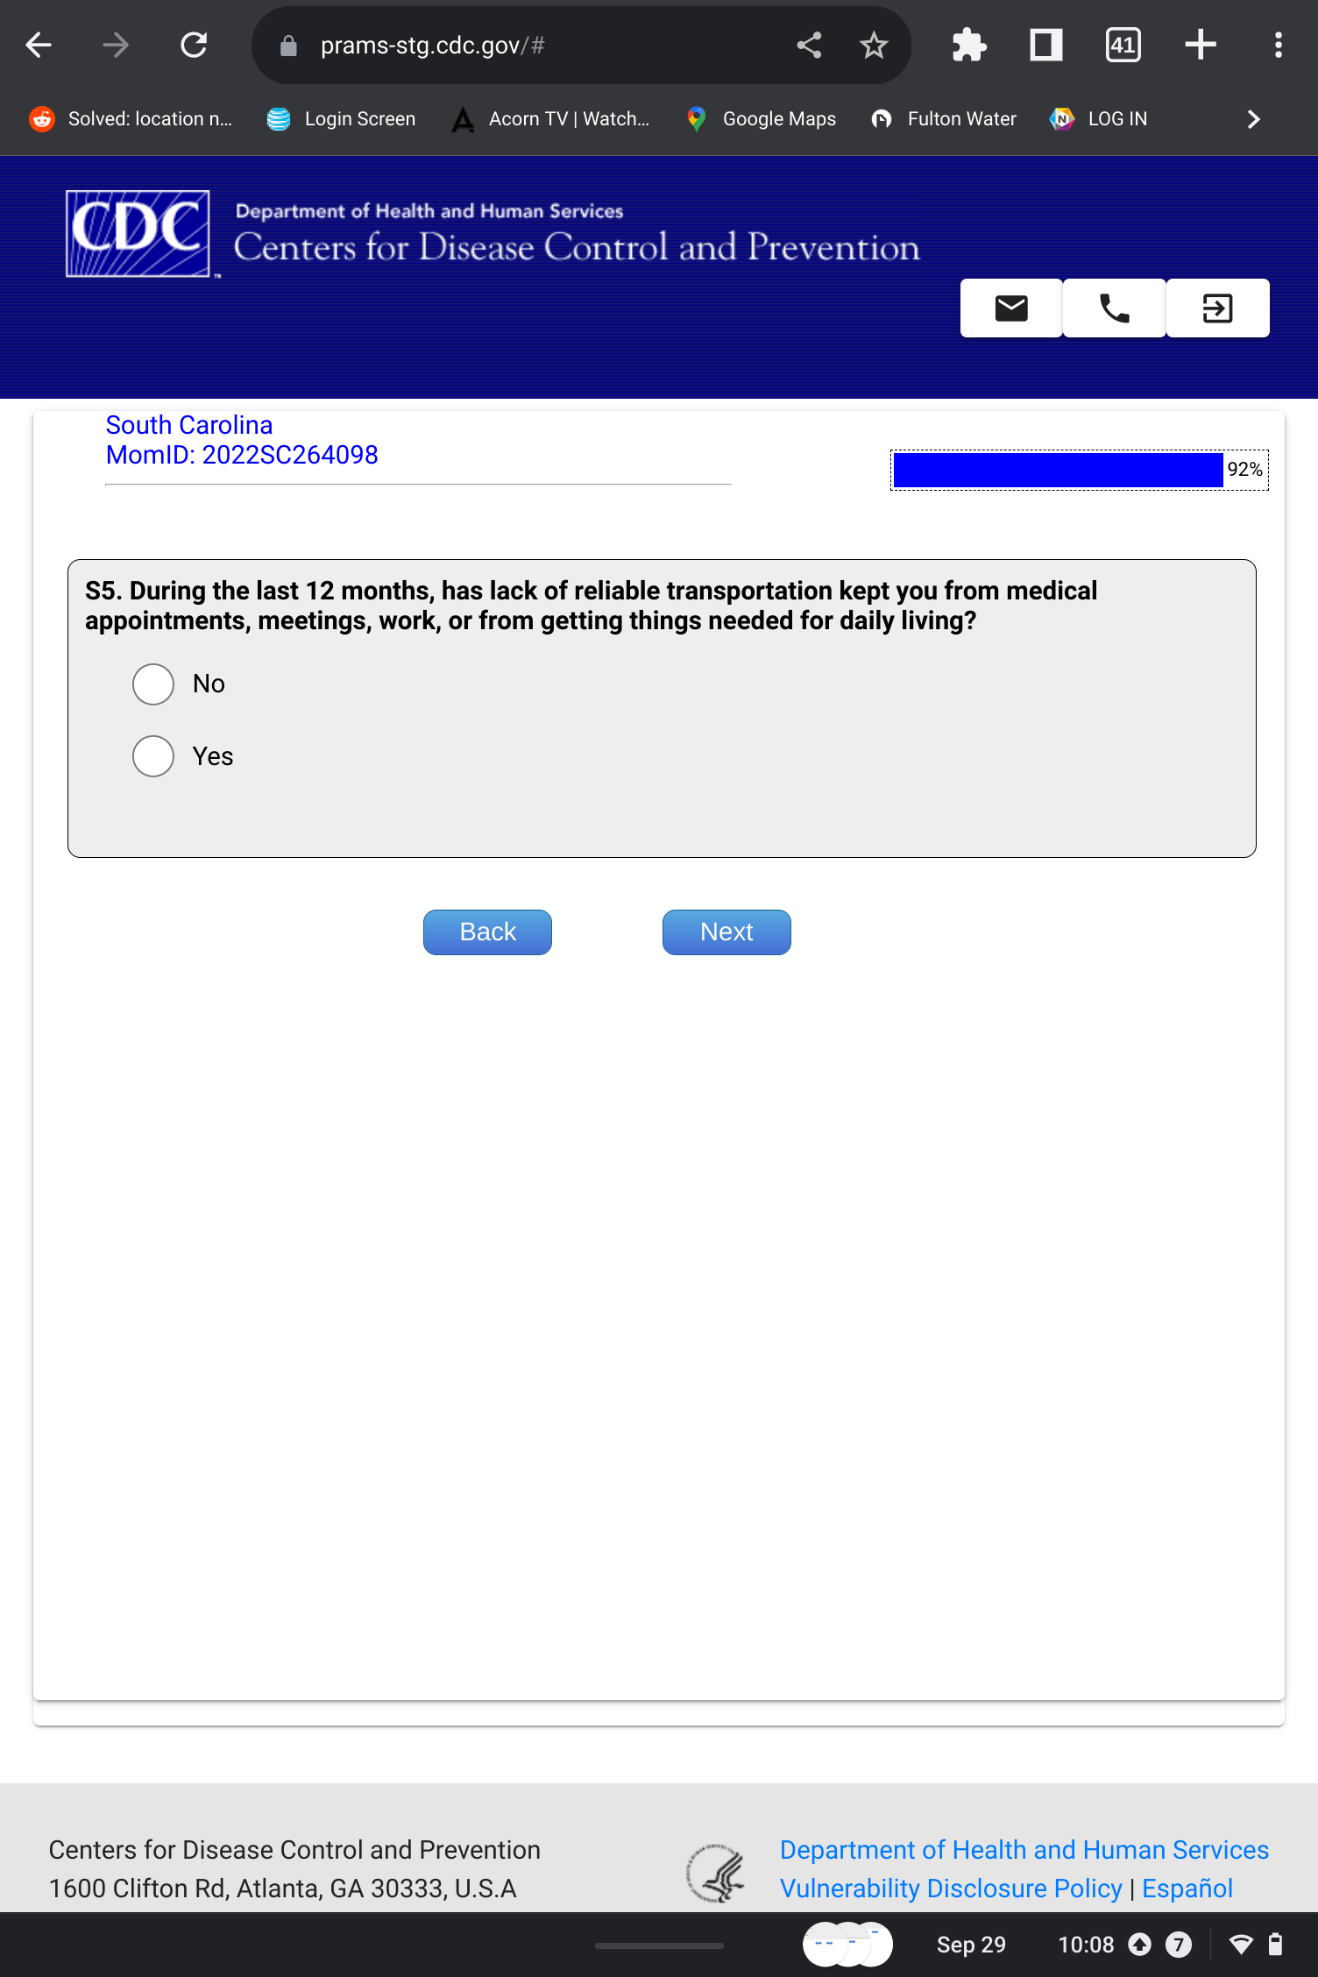 prams-stg.cdc.gov/#
41
Solved: location n...
Login Screen
Acorn TV | Watch...
Google Maps
Fulton Water
LOG IN
CDC
Department of Health and Human Services
Centers for Disease Control and Prevention
South Carolina
MomID: 2022SC264098
92%
S5. During the last 12 months, has lack of reliable transportation kept you from medical
appointments, meetings, work, or from getting things needed for daily living?
No
Yes
Back
Next
Centers for Disease Control and Prevention
1600 Clifton Rd, Atlanta, GA 30333, U.S.A
Department of Health and Human Services
Vulnerability Disclosure Policy | Español
Sep 29
10:08
7